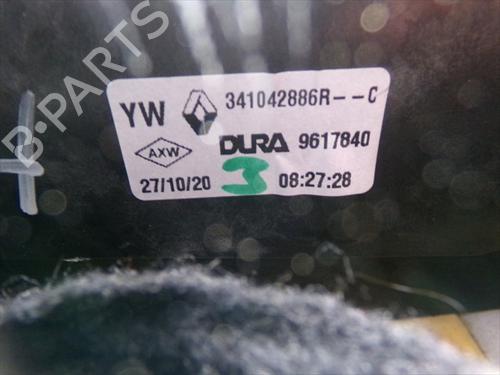 B-PARTS
YW 341042886R--C
AXW DURA 9617840
27/10/20 3 08:27:28